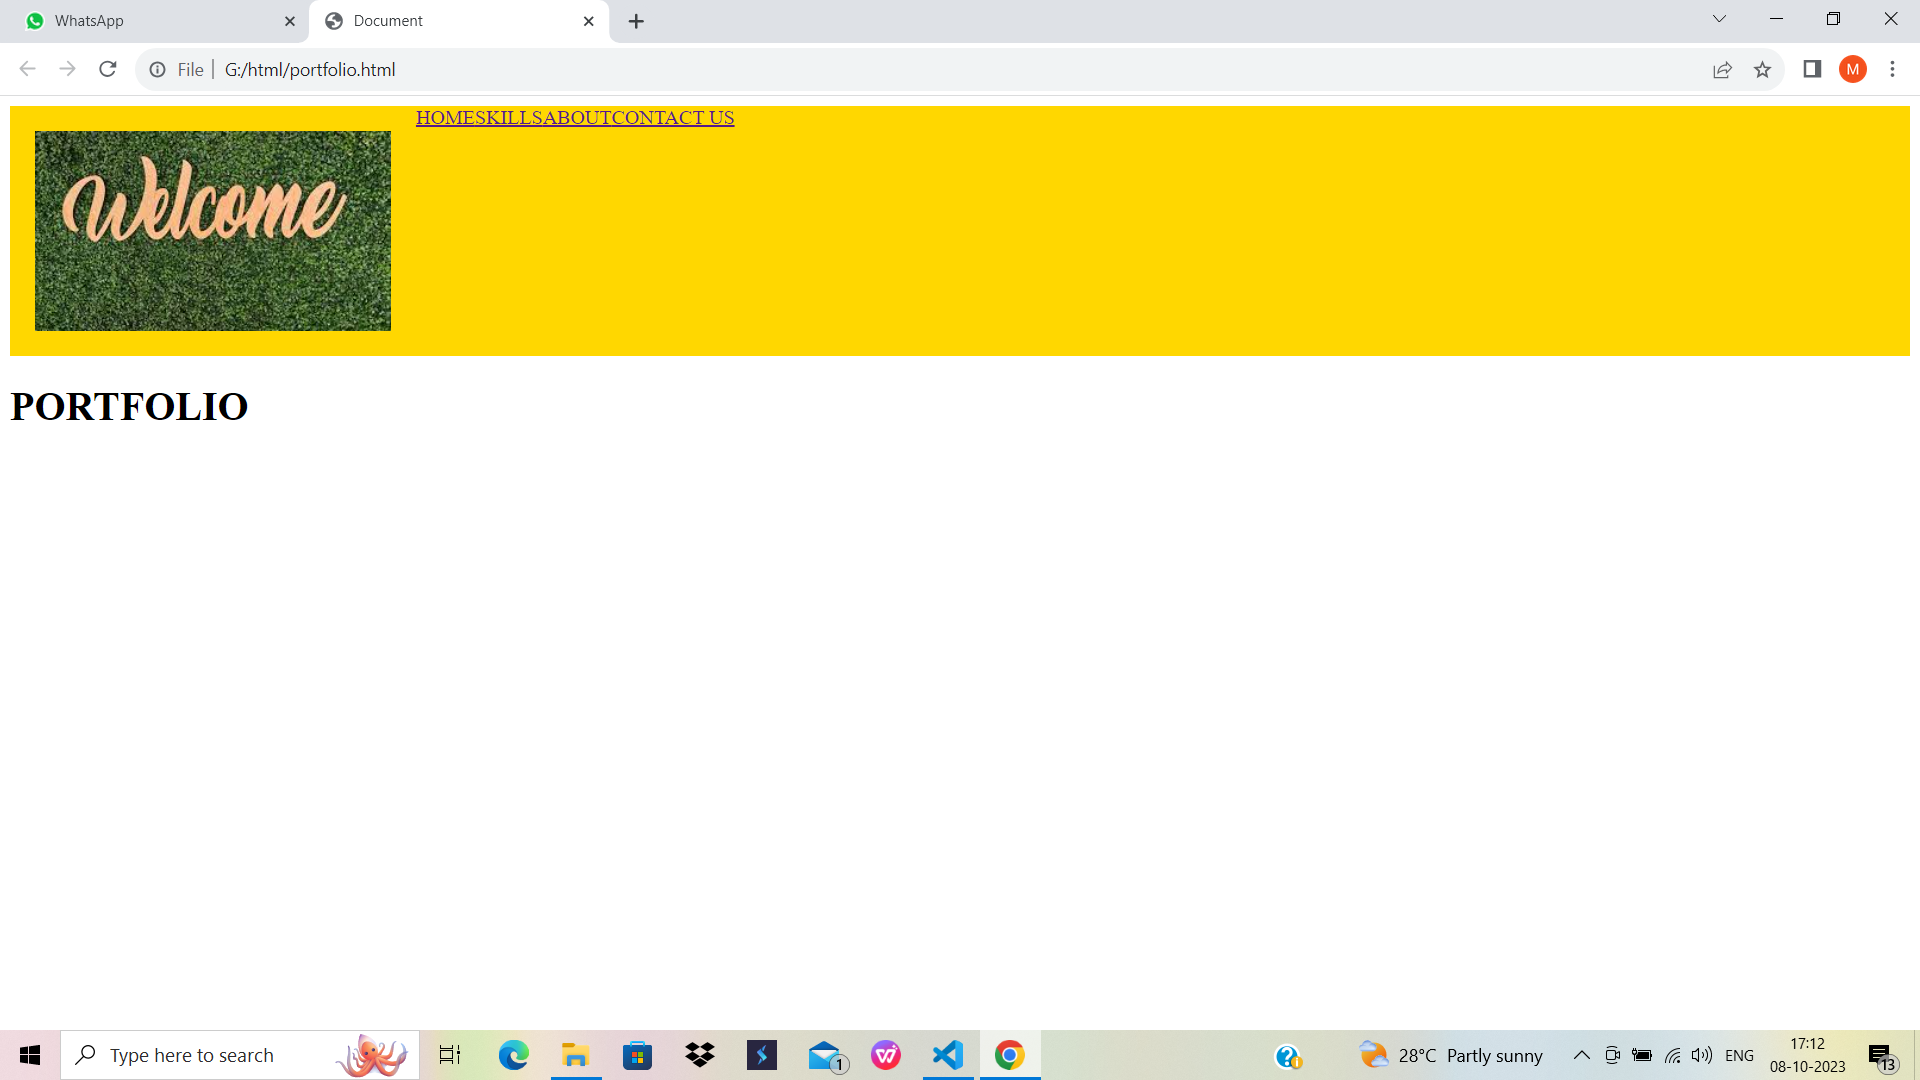 WhatsApp
Document
File
G:/html/portfolio.html
M
HOMESKILLSABOUTCONTACT US
Welcome
PORTFOLIO
Type here to search
1
28°C Partly sunny
ENG
17:12
08-10-2023
13